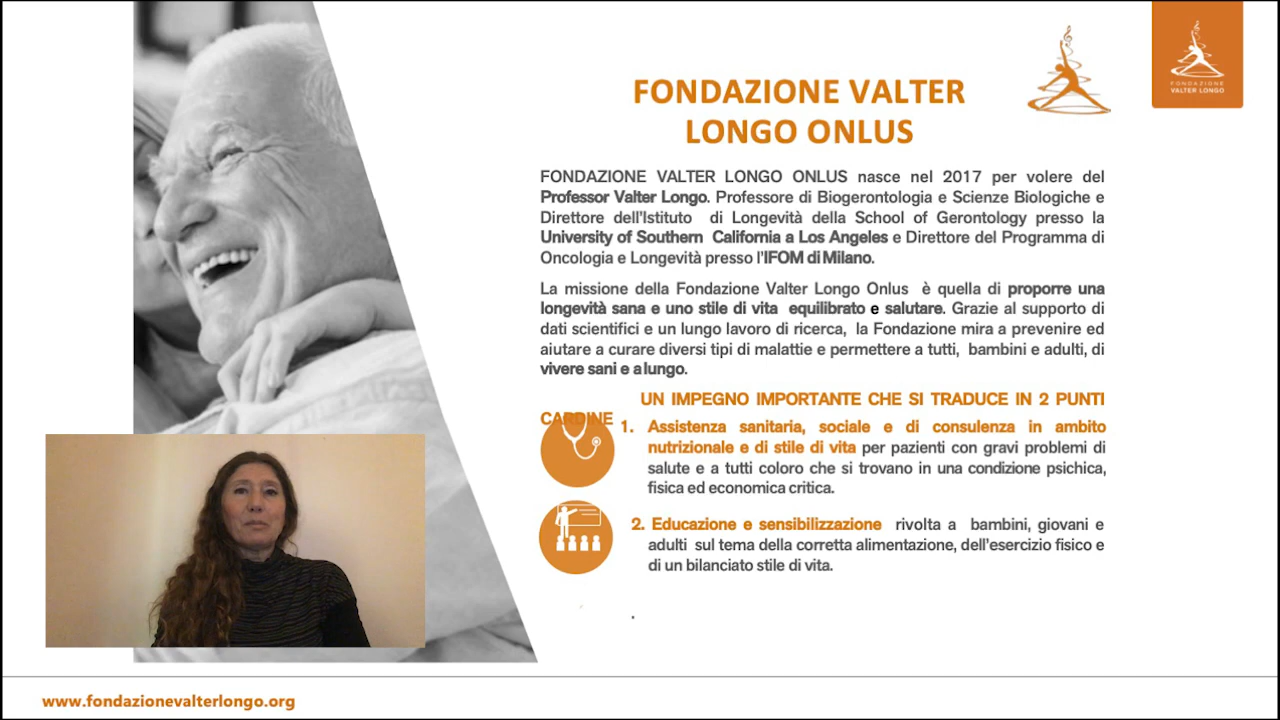 FONDAZIONE VALTER
LONGO ONLUS
FONDAZIONE
VALTER LONGO
FONDAZIONE VALTER LONGO ONLUS nasce nel 2017 per volere del
Professor Valter Longo. Professore di Biogerontologia e Scienze Biologiche e
Direttore dell'Istituto di Longevità della School of Gerontology presso la
University of Southern California a Los Angeles e Direttore del Programma di
Oncologia e Longevità presso l'IFOM di Milano.
La missione della Fondazione Valter Longo Onlus è quella di proporre una
longevità sana e uno stile di vita equilibrato e salutare. Grazie al supporto di
dati scientifici e un lungo lavoro di ricerca, la Fondazione mira a prevenire ed
aiutare a curare diversi tipi di malattie e permettere a tutti, bambini e adulti, di
vivere sani e a lungo.
UN IMPEGNO IMPORTANTE CHE SI TRADUCE IN 2 PUNTI
CARDINE
1. Assistenza sanitaria, sociale e di consulenza in ambito
nutrizionale e di stile di vita per pazienti con gravi problemi di
salute e a tutti coloro che si trovano in una condizione psichica,
fisica ed economica critica.
2. Educazione e sensibilizzazione rivolta a bambini, giovani e
adulti sul tema della corretta alimentazione, dell'esercizio fisico e
di un bilanciato stile di vita.
.
www.fondazionevalterlongo.org